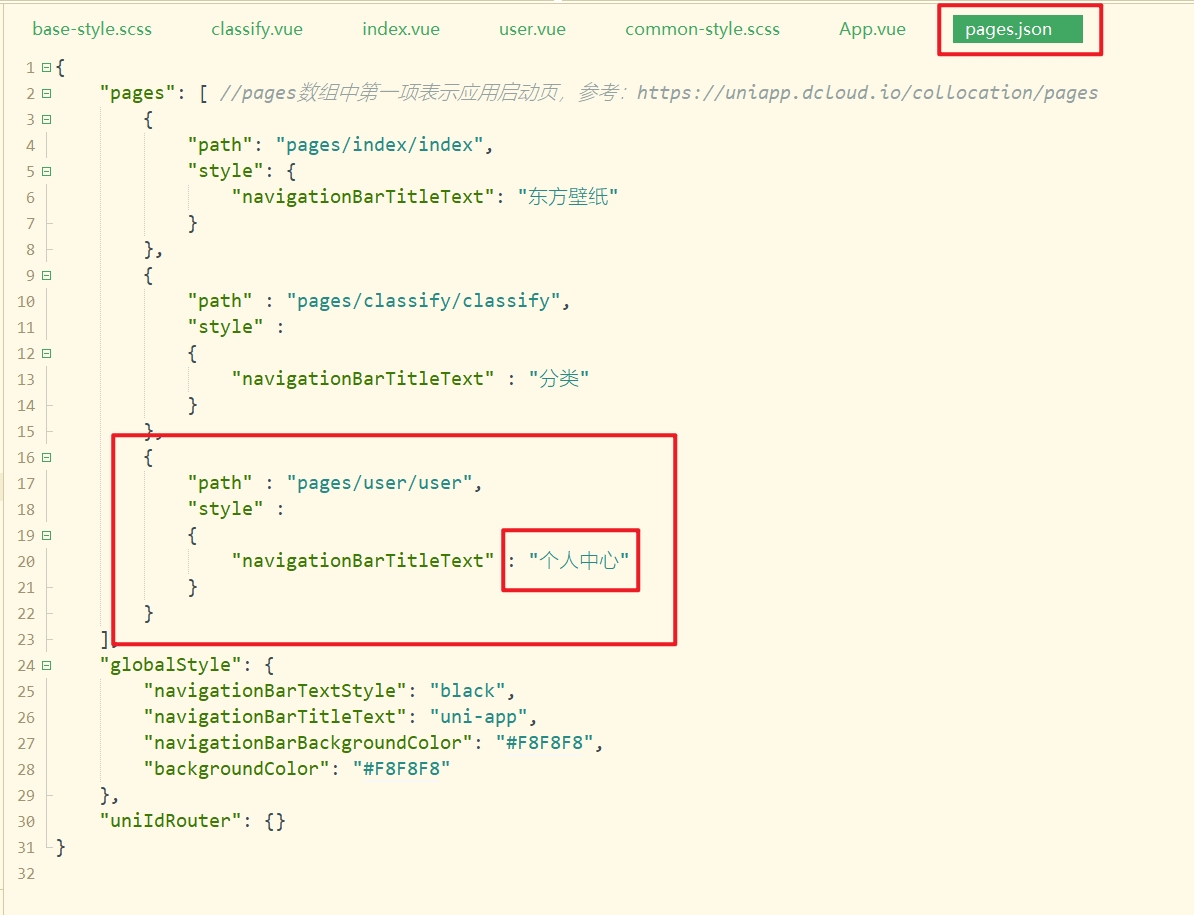 base-style.scss classify.vue index.vue user.vue common-style.scss App.vue pages.json
1 {
2 "pages": [ //pages数组中第一项表示应用启动页，参考：https://uniapp.dcloud.io/collocation/pages
3 {
4 "path": "pages/index/index",
5 "style": {
6 "navigationBarTitleText": "东方壁纸"
7 }
8 },
9 {
10 "path" : "pages/classify/classify",
11 "style" :
12 {
13 "navigationBarTitleText" : "分类"
14 }
15 },
16 {
17 "path" : "pages/user/user",
18 "style" :
19 {
20 "navigationBarTitleText" : "个人中心"
21 }
22 }
23 ],
24 "globalStyle": {
25 "navigationBarTextStyle": "black",
26 "navigationBarTitleText": "uni-app",
27 "navigationBarBackgroundColor": "#F8F8F8",
28 "backgroundColor": "#F8F8F8"
29 },
30 "uniIdRouter": {}
31 }
32